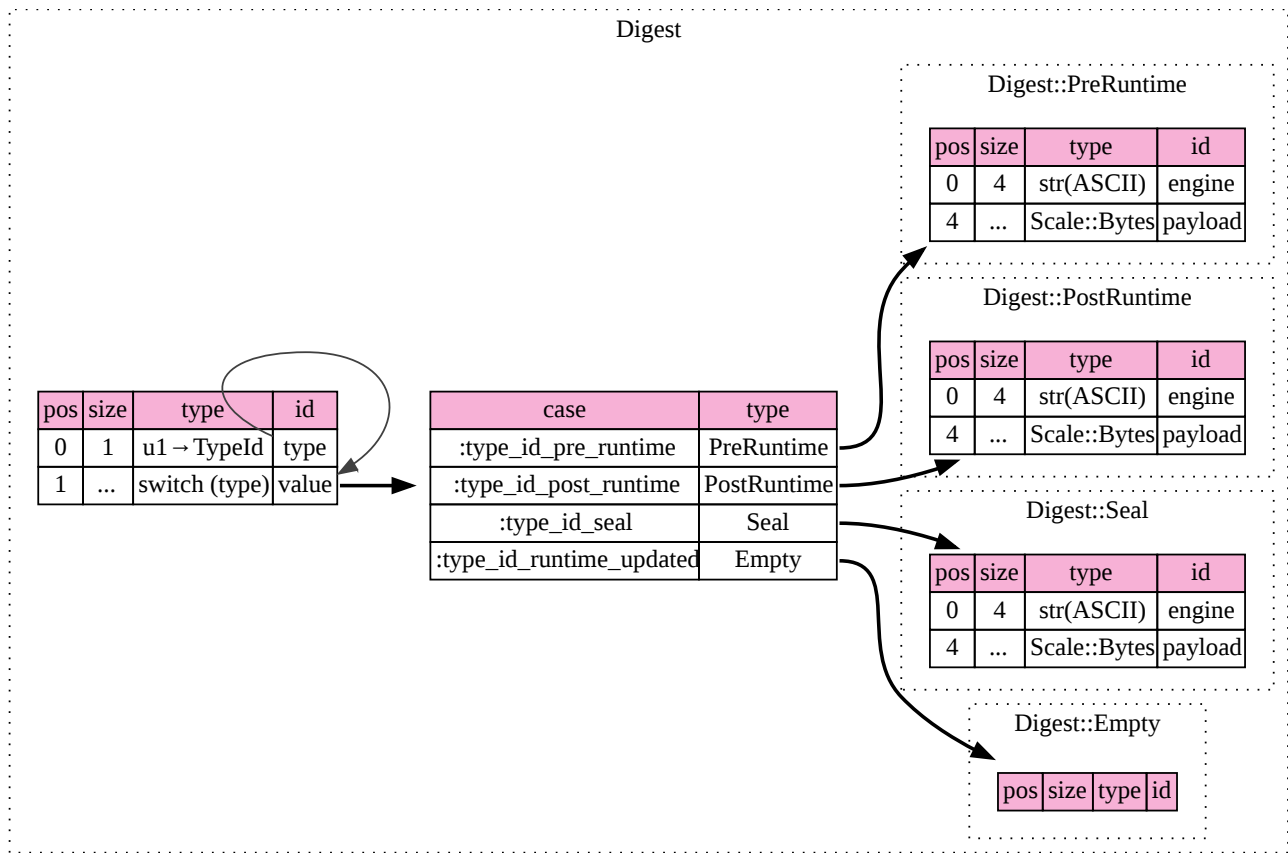 Digest
Digest::PreRuntime
pos size type id
0 4 str(ASCII) engine
4 ... Scale::Bytes payload
Digest::PostRuntime
pos size type id
0 4 str(ASCII) engine
4 ... Scale::Bytes payload
pos size type id
0 1 u1→TypeId type
1 ... switch (type) value
case type
:type_id_pre_runtime PreRuntime
:type_id_post_runtime PostRuntime
:type_id_seal Seal
:type_id_runtime_updated Empty
Digest::Seal
pos size type id
0 4 str(ASCII) engine
4 ... Scale::Bytes payload
Digest::Empty
pos size type id